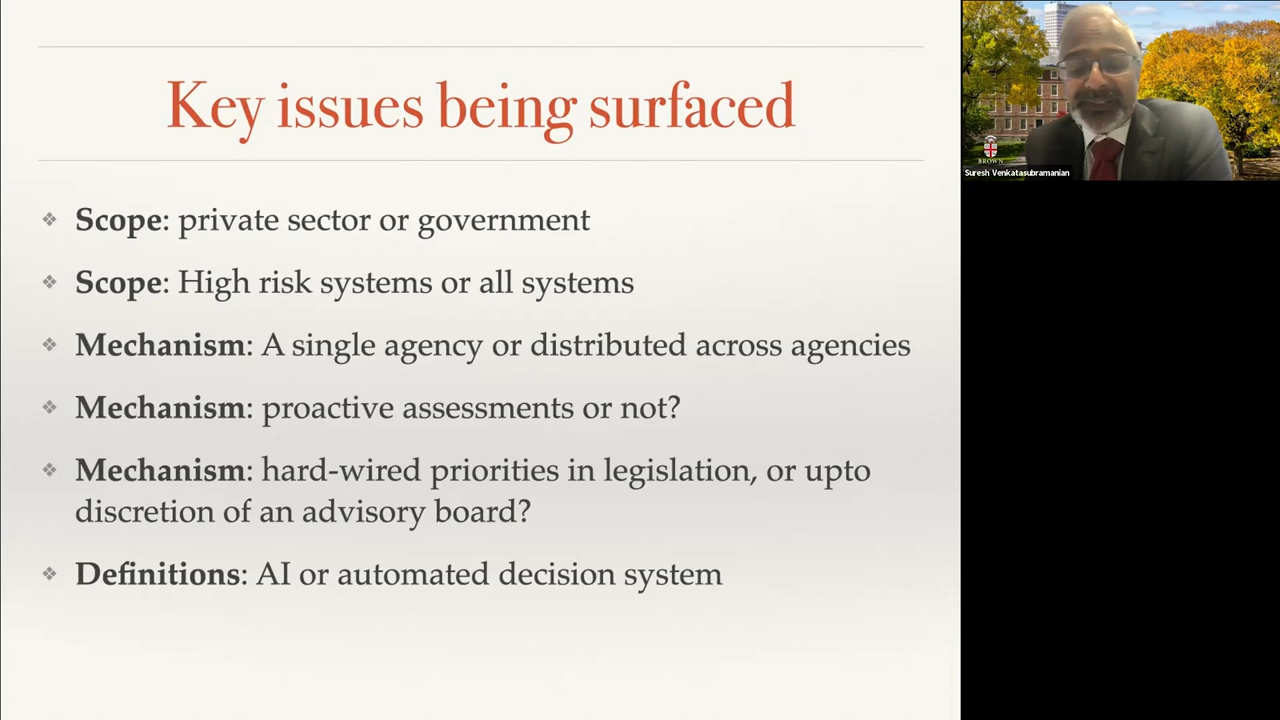 Key issues being surfaced
❖ Scope: private sector or government
❖ Scope: High risk systems or all systems
❖ Mechanism: A single agency or distributed across agencies
❖ Mechanism: proactive assessments or not?
❖ Mechanism: hard-wired priorities in legislation, or upto
discretion of an advisory board?
❖ Definitions: AI or automated decision system
BROWN
Suresh Venkatasubramanian